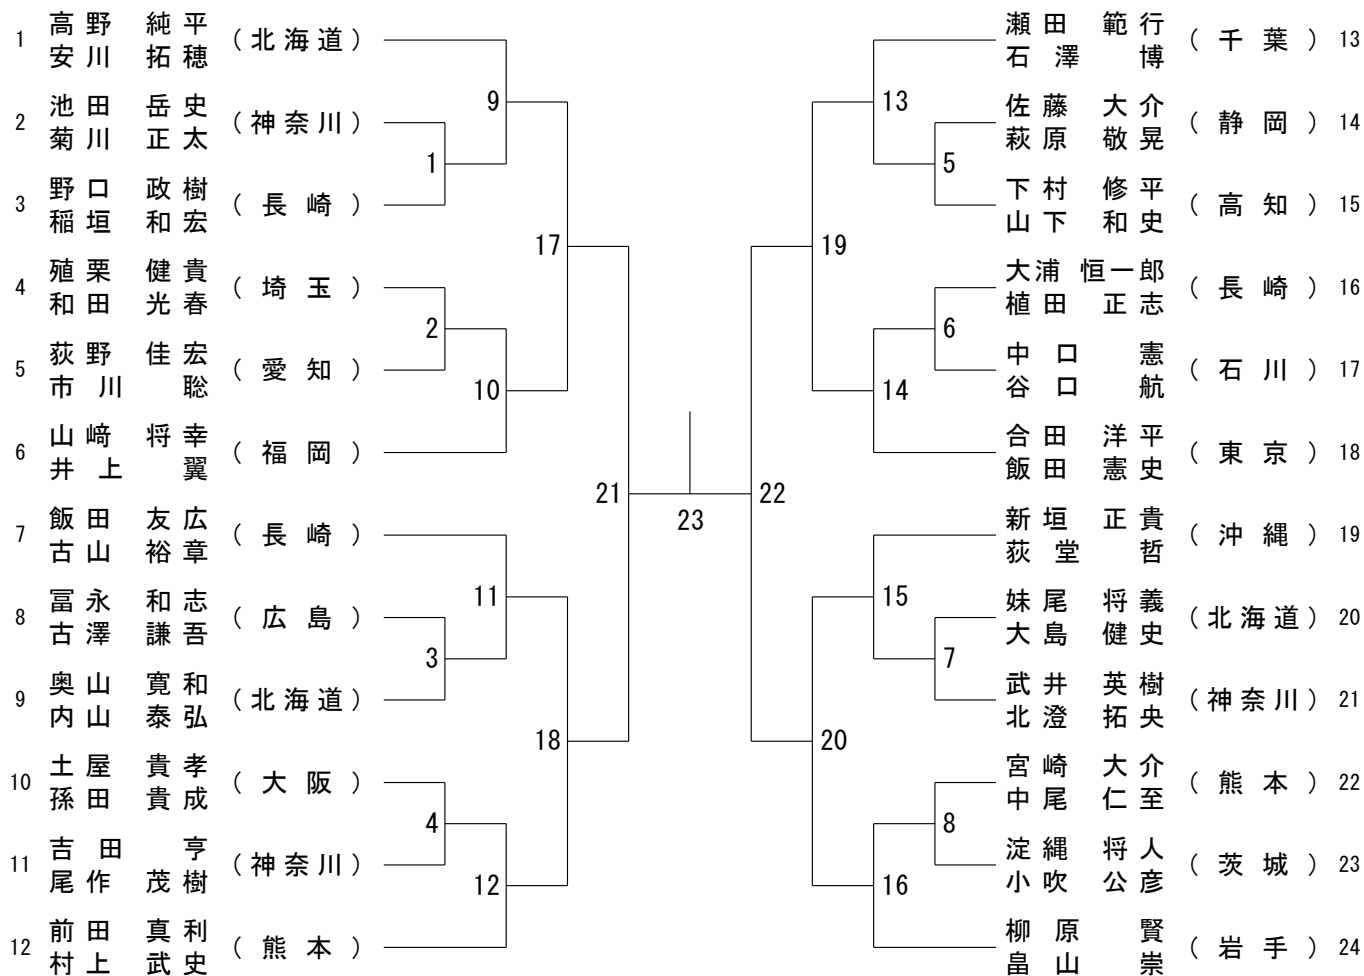 1 高野 純平 (北海道)
安川 拓穂
2 池田 岳史 (神奈川)
菊川 正太
3 野口 政樹 (長崎)
稲垣 和宏
4 殖栗 健貴 (埼玉)
和田 光春
5 荻野 佳宏 (愛知)
市川 聡
6 山﨑 将幸 (福岡)
井上 翼
7 飯田 友広 (長崎)
古山 裕章
8 冨永 和志 (広島)
古澤 謙吾
9 奥山 寛和 (北海道)
内山 泰弘
10 土屋 貴孝 (大阪)
孫田 貴成
11 吉田 亨 (神奈川)
尾作 茂樹
12 前田 真利 (熊本)
村上 武史
9
1
17
2
10
21
11
3
18
4
12
23
22
13
5
19
6
14
15
7
20
8
16
瀬田 範行 (千葉) 13
石澤 博
佐藤 大介 (静岡) 14
萩原 敬晃
下村 修平 (高知) 15
山下 和史
大浦 恒一郎 (長崎) 16
植田 正志
中口 憲 (石川) 17
谷口 航
合田 洋平 (東京) 18
飯田 憲史
新垣 正貴 (沖縄) 19
荻堂 哲
妹尾 将義 (北海道) 20
大島 健史
武井 英樹 (神奈川) 21
北澄 拓央
宮崎 大介 (熊本) 22
中尾 仁至
淀縄 将人 (茨城) 23
小吹 公彦
柳原 賢 (岩手) 24
畠山 崇